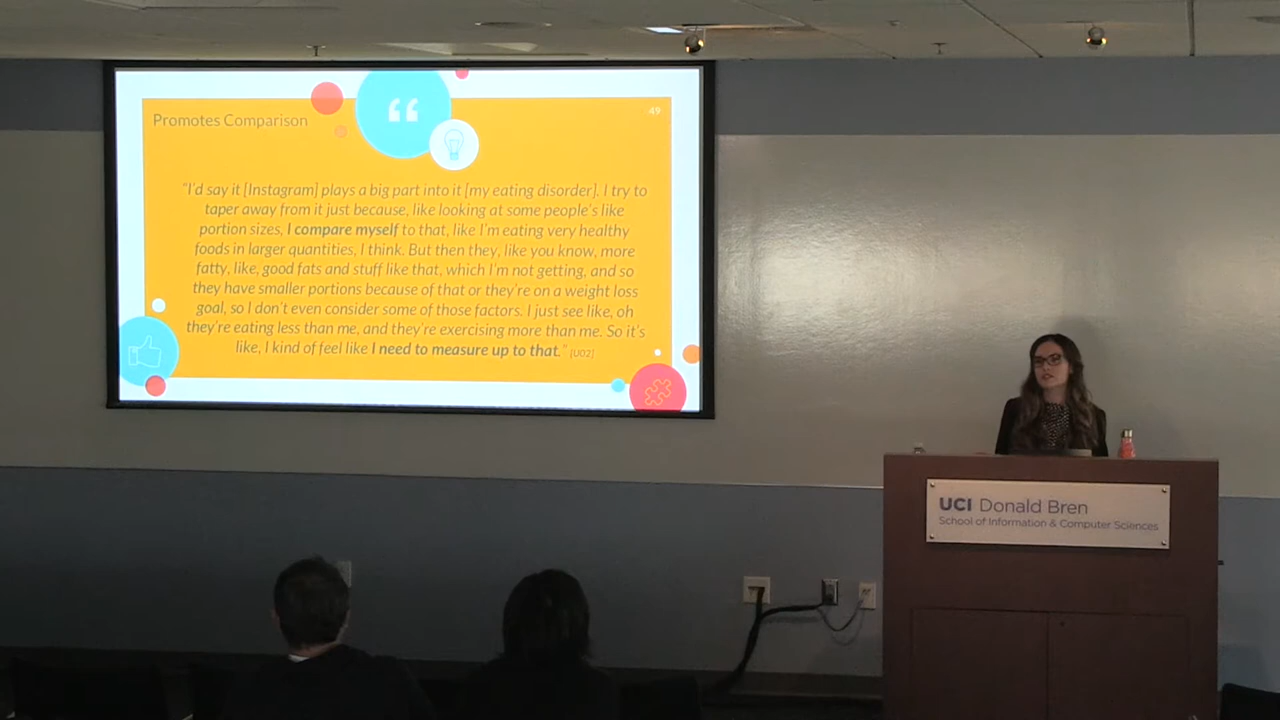 Promotes Comparison
49
“
“I’d say it [Instagram] plays a big part into it [my eating disorder]. I try to
taper away from it just because, like looking at some people’s like
portion sizes, I compare myself to that, like I’m eating very healthy
foods in larger quantities, I think. But then they, like you know, more
fatty, like, good fats and stuff like that, which I’m not getting, and so
they have smaller portions because of that or they’re on a weight loss
goal, so I don’t even consider some of those factors. I just see like, oh
they’re eating less than me, and they’re exercising more than me. So it’s
like, I kind of feel like I need to measure up to that.” [U02]
UCI Donald Bren
School of Information & Computer Sciences